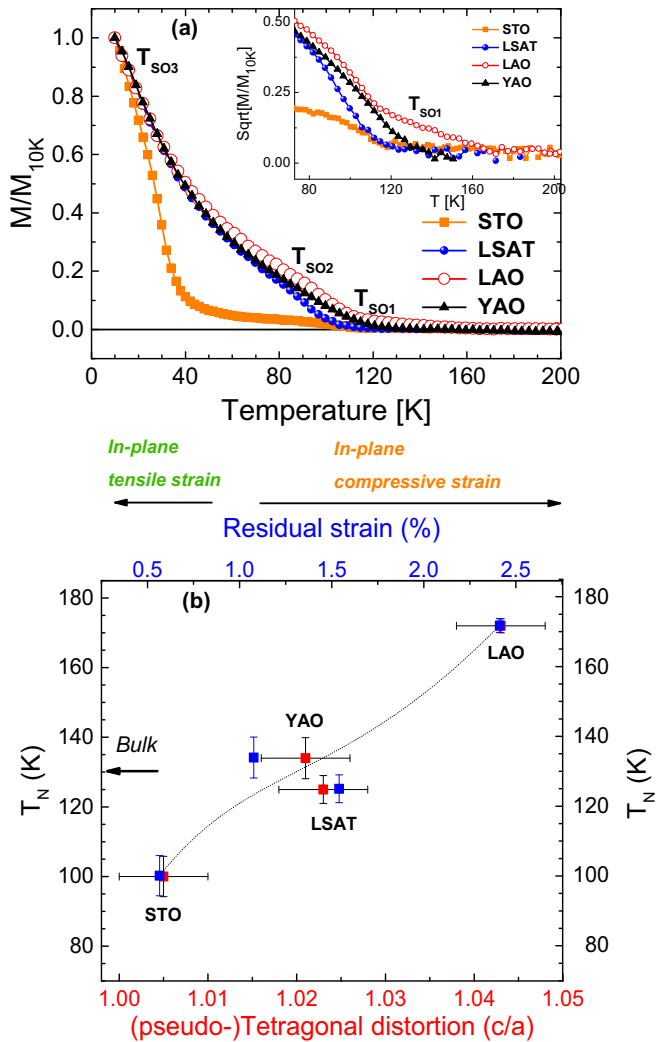 (a)
1.0
0.8
0.6
0.4
0.2
0.0
M/M10K
TSO3
TSO2
TSO1
0.50
0.25
0.00
Sqrt[M/M10K]
TSO1
STO
LSAT
LAO
YAO
80
120
160
200
T [K]
STO
LSAT
LAO
YAO
0
40
80
120
160
200
Temperature [K]
In-plane
tensile strain
In-plane
compressive strain
Residual strain (%)
0.5
1.0
1.5
2.0
2.5
(b)
180
160
140
120
100
80
TN (K)
180
160
140
120
100
80
TN (K)
LAO
YAO
Bulk
LSAT
STO
1.00
1.01
1.02
1.03
1.04
1.05
(pseudo-)Tetragonal distortion (c/a)